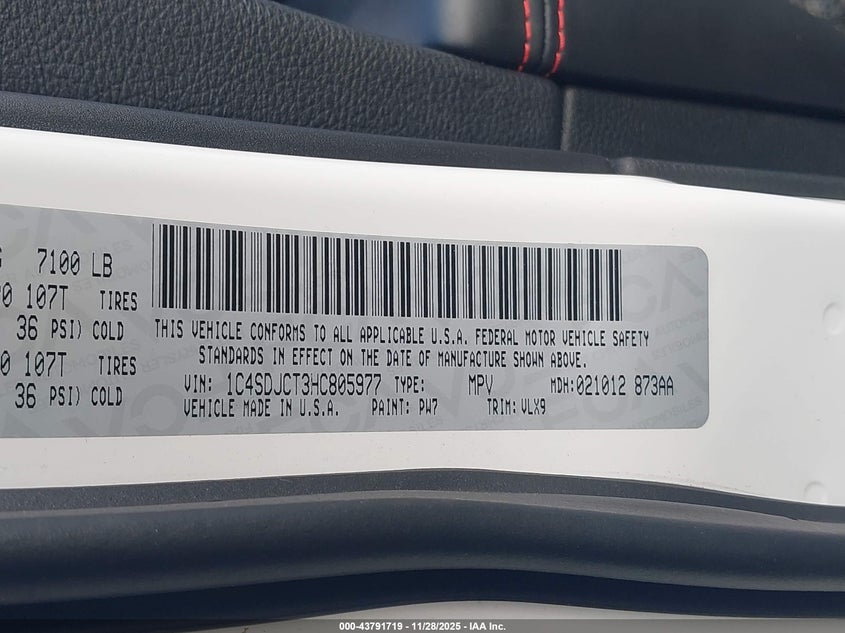 7100 LB
107T TIRES
36 PSI) COLD
107T TIRES
36 PSI) COLD
THIS VEHICLE CONFORMS TO ALL APPLICABLE U.S.A. FEDERAL MOTOR VEHICLE SAFETY
STANDARDS IN EFFECT ON THE DATE OF MANUFACTURE SHOWN ABOVE.
VIN: 1C4SDJCT3HC805977 TYPE: MPV MDH:021012 873AA
VEHICLE MADE IN U.S.A. PAINT: PW7 TRIM: VLX9
000-43791719 - 11/28/2025 - IAA Inc.